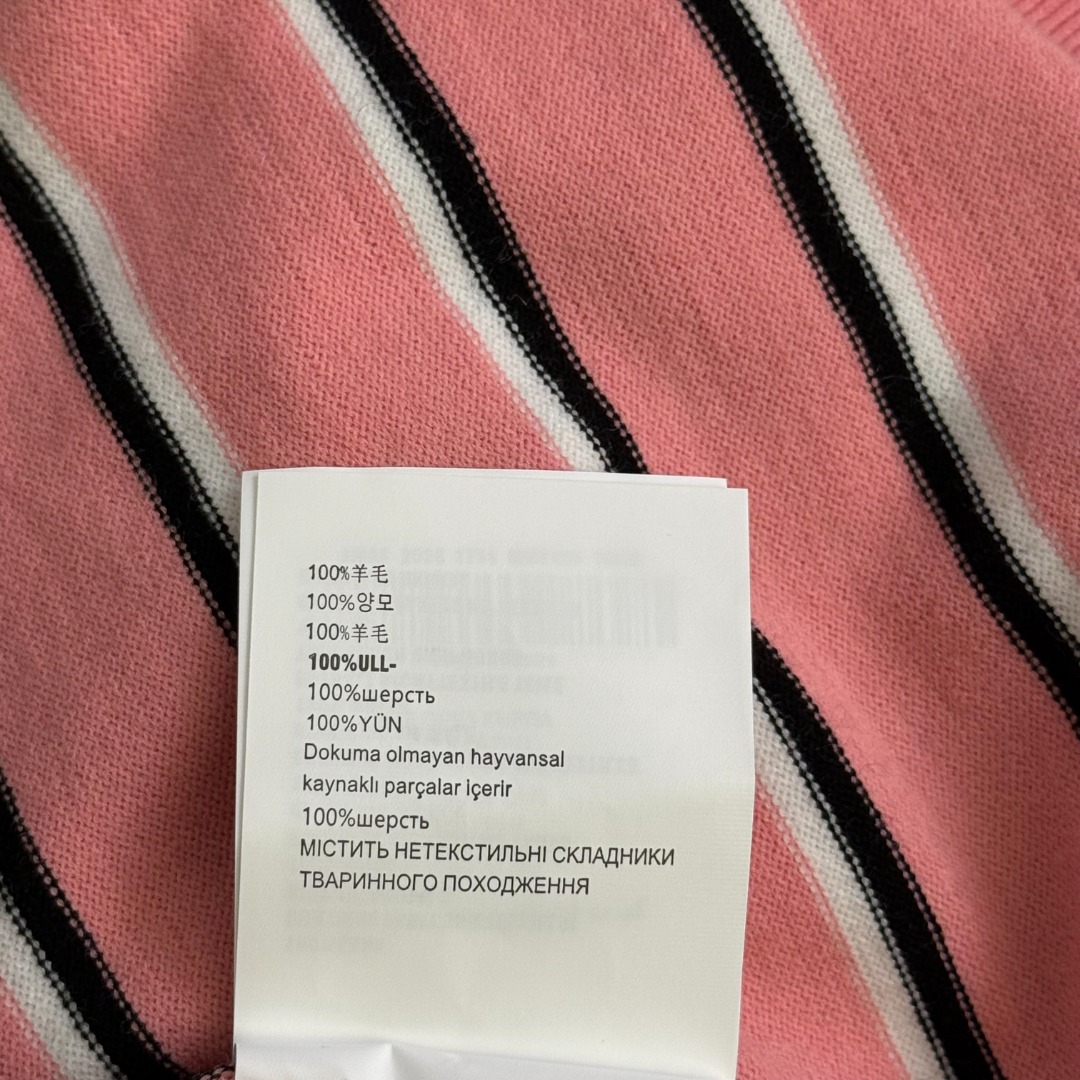 100%羊毛
100%양모
100%羊毛
100%ULL-
100%шерсть
100%YÜN
Dokuma olmayan hayvansal
kaynaklı parçalar içerir
100%шерсть
МІСТИТЬ НЕТЕКСТИЛЬНІ СКЛАДНИКИ
ТВАРИННОГО ПОХОДЖЕННЯ